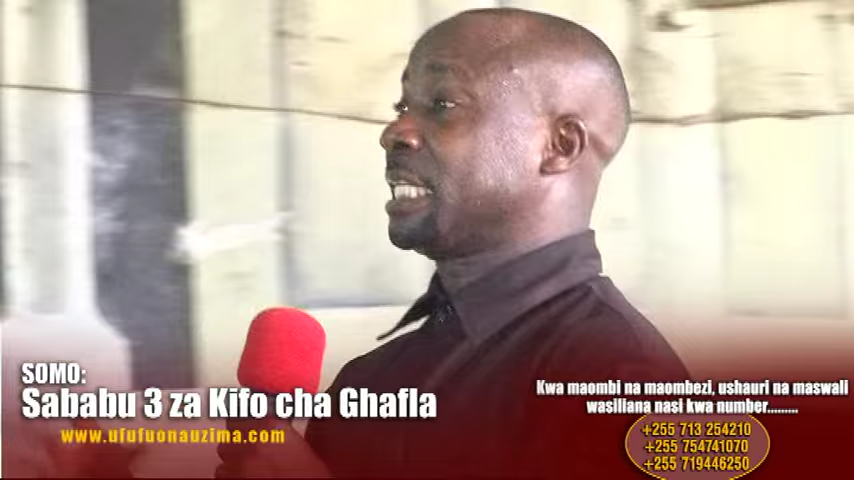 SOMO:
Sababu 3 za Kifo cha Ghafla
www.ufufuonauzima.com
Kwa maombi na maombezi, ushauri na maswali
wasiliana nasi kwa number.........
+255 713 254210
+255 754741070
+255 719446250